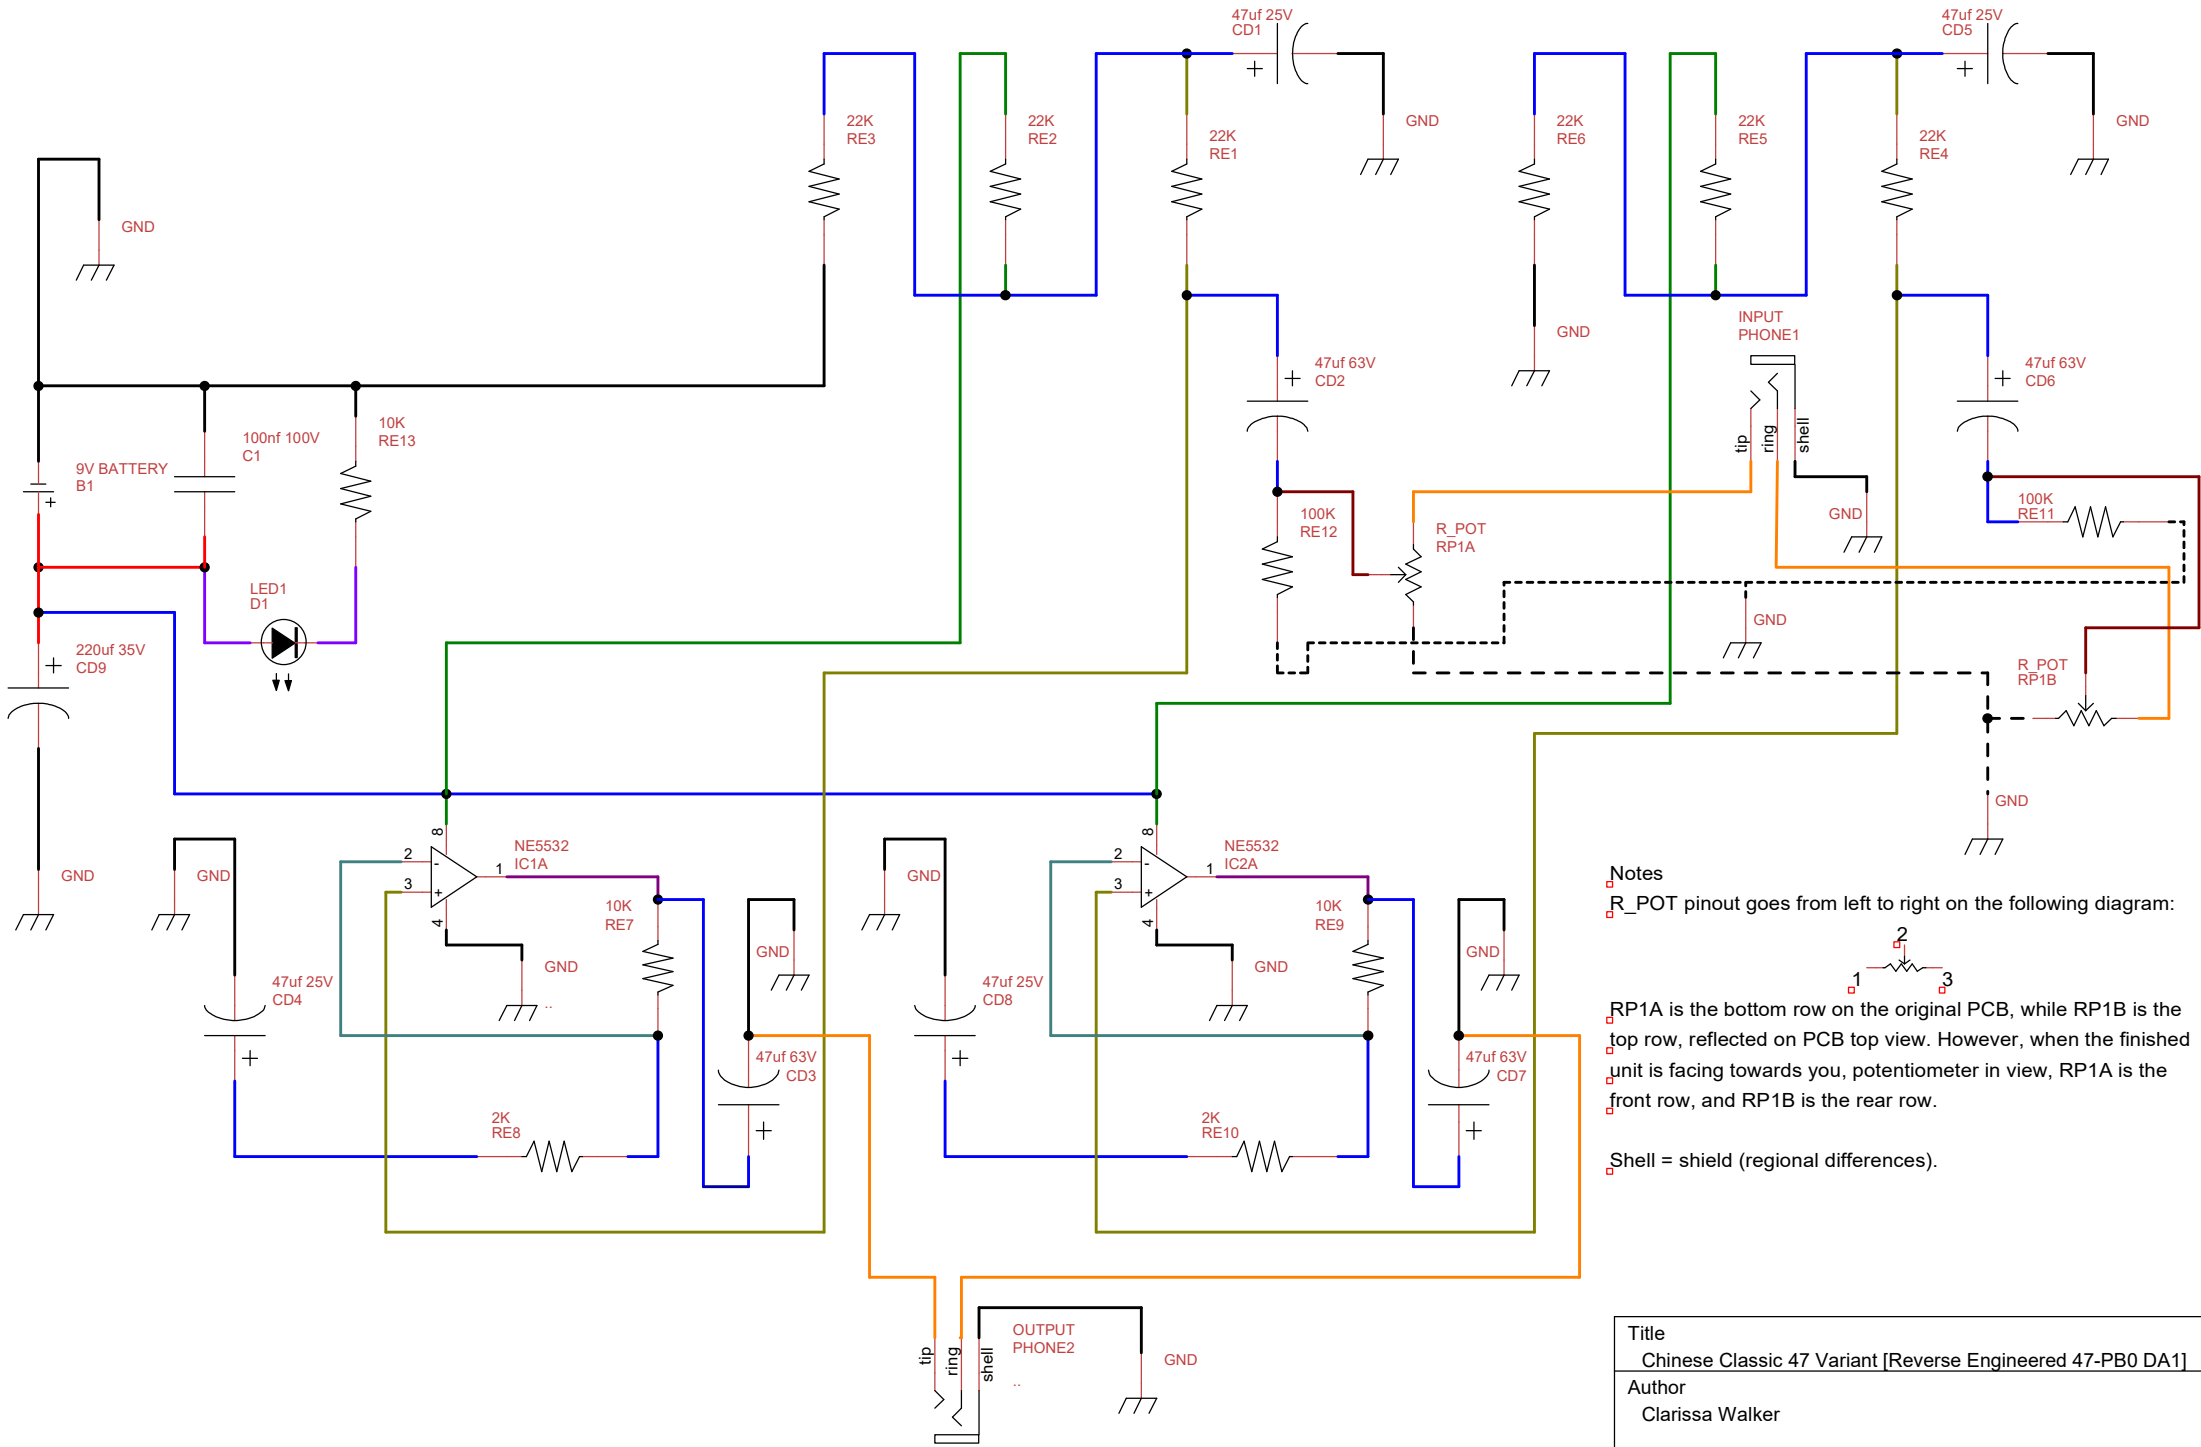 47uf 25V
CD1
47uf 25V
CD5
22K
RE3
22K
RE2
22K
RE1
GND
22K
RE6
22K
RE5
22K
RE4
GND
GND
INPUT
PHONE1
GND
47uf 63V
CD2
47uf 63V
CD6
10K
RE13
100nf 100V
C1
9V BATTERY
B1
+
tip
ring
shell
100K
RE12
R_POT
RP1A
GND
100K
RE11
LED1
D1
GND
220uf 35V
CD9
R_POT
RP1B
GND
8
2
-
3
+
4
1
NE5532
IC1A
8
2
-
3
+
4
1
NE5532
IC2A
GND
GND
10K
RE7
GND
GND
GND
10K
RE9
GND
GND
..
47uf 25V
CD4
47uf 63V
CD3
47uf 25V
CD8
47uf 63V
CD7
2K
RE8
2K
RE10
Notes
R_POT pinout goes from left to right on the following diagram:
2
1
3
RP1A is the bottom row on the original PCB, while RP1B is the
top row, reflected on PCB top view. However, when the finished
unit is facing towards you, potentiometer in view, RP1A is the
front row, and RP1B is the rear row.
Shell = shield (regional differences).
tip
ring
shell
OUTPUT
PHONE2
..
GND
Title
Chinese Classic 47 Variant [Reverse Engineered 47-PB0 DA1]
Author
Clarissa Walker